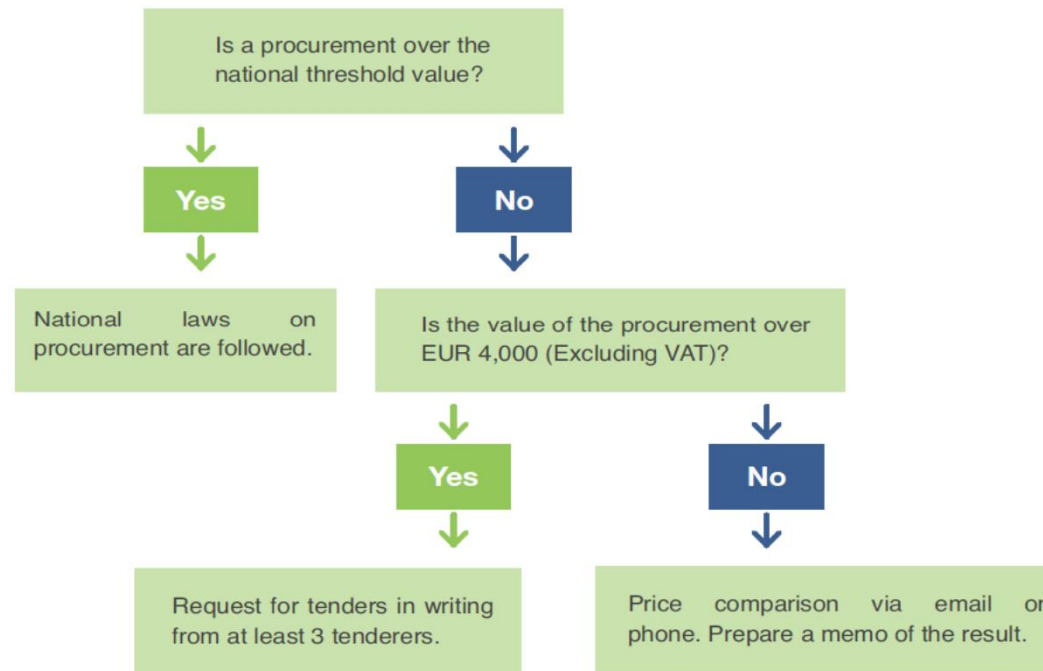 Is a procurement over the
national threshold value?
Yes
No
National laws on
procurement are followed.
Is the value of the procurement over
EUR 4,000 (Excluding VAT)?
Yes
No
Request for tenders in writing
from at least 3 tenderers.
Price comparison via email or
phone. Prepare a memo of the result.